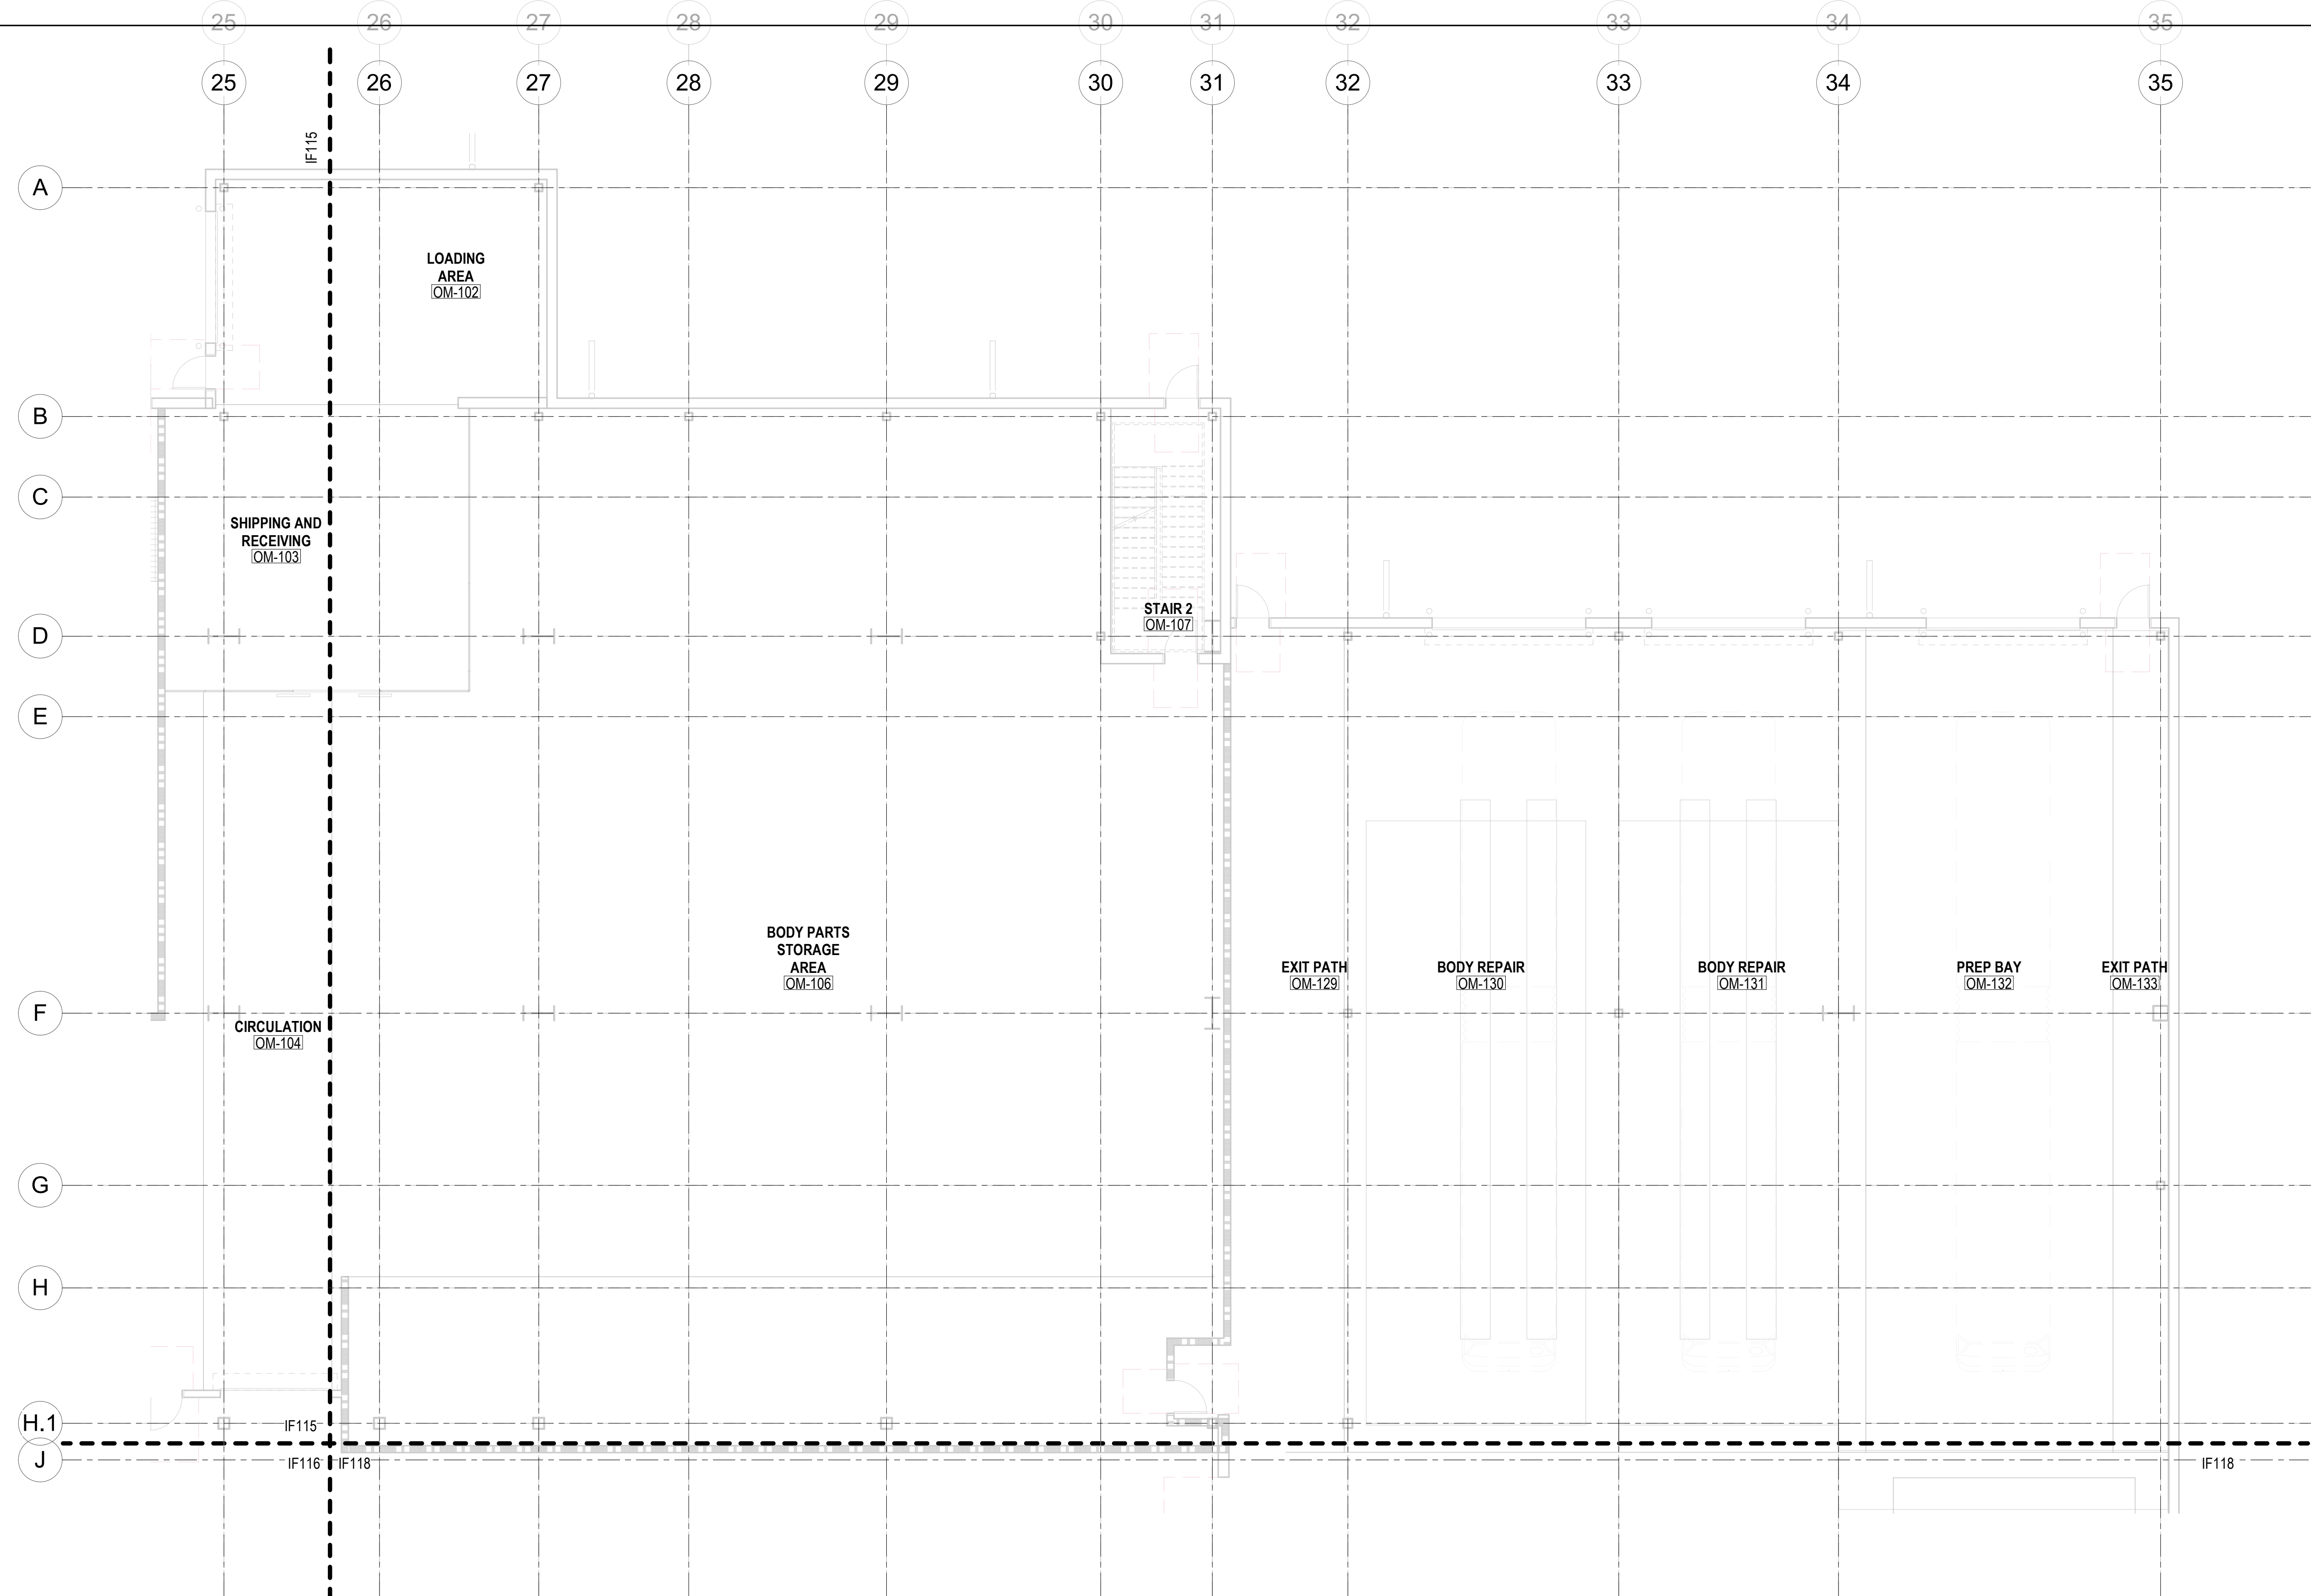 25 26 27 28 29 30 31 32 33 34 35
25 26 27 28 29 30 31 32 33 34 35
IF115
A
LOADING
AREA
OM-102
B
C
SHIPPING AND
RECEIVING
OM-103
STAIR 2
OM-107
D
E
BODY PARTS
STORAGE
AREA
OM-106
EXIT PATH
OM-129
BODY REPAIR
OM-130
BODY REPAIR
OM-131
PREP BAY
OM-132
EXIT PATH
OM-133
F
CIRCULATION
OM-104
G
H
H.1
IF115
J
IF116
IF118
IF118